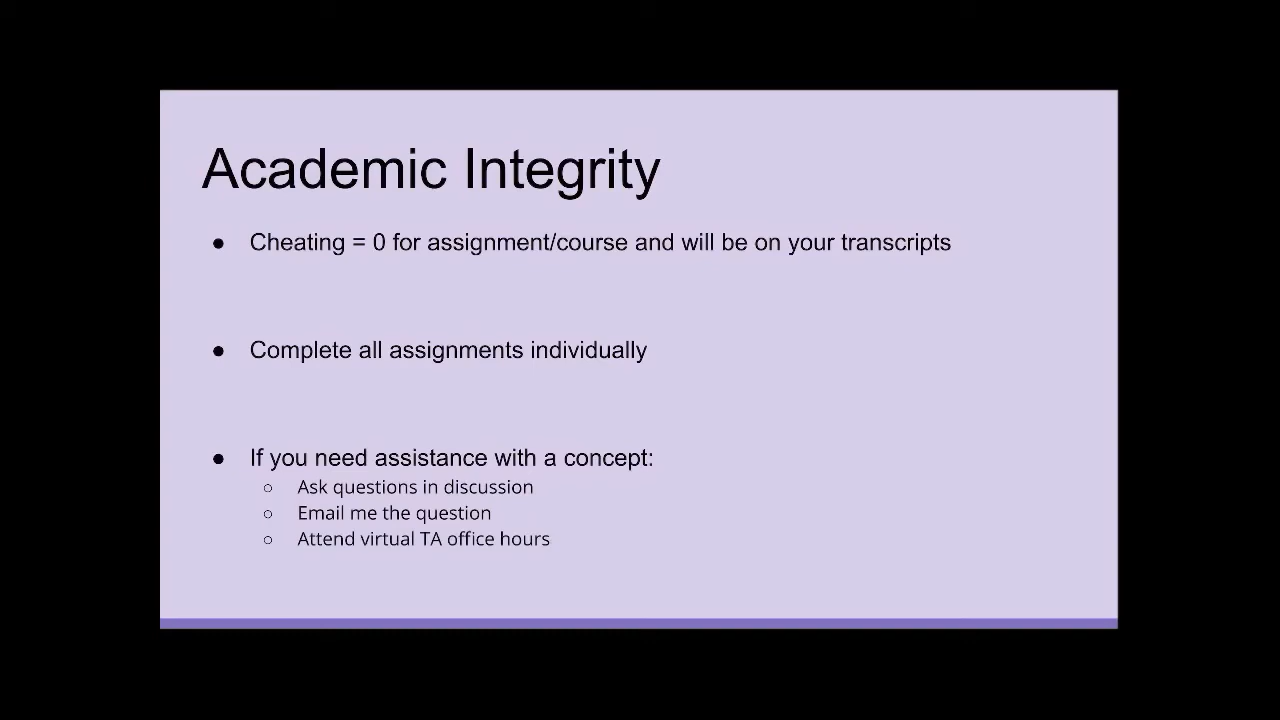 Academic Integrity
● Cheating = 0 for assignment/course and will be on your transcripts
● Complete all assignments individually
● If you need assistance with a concept:
○ Ask questions in discussion
○ Email me the question
○ Attend virtual TA office hours